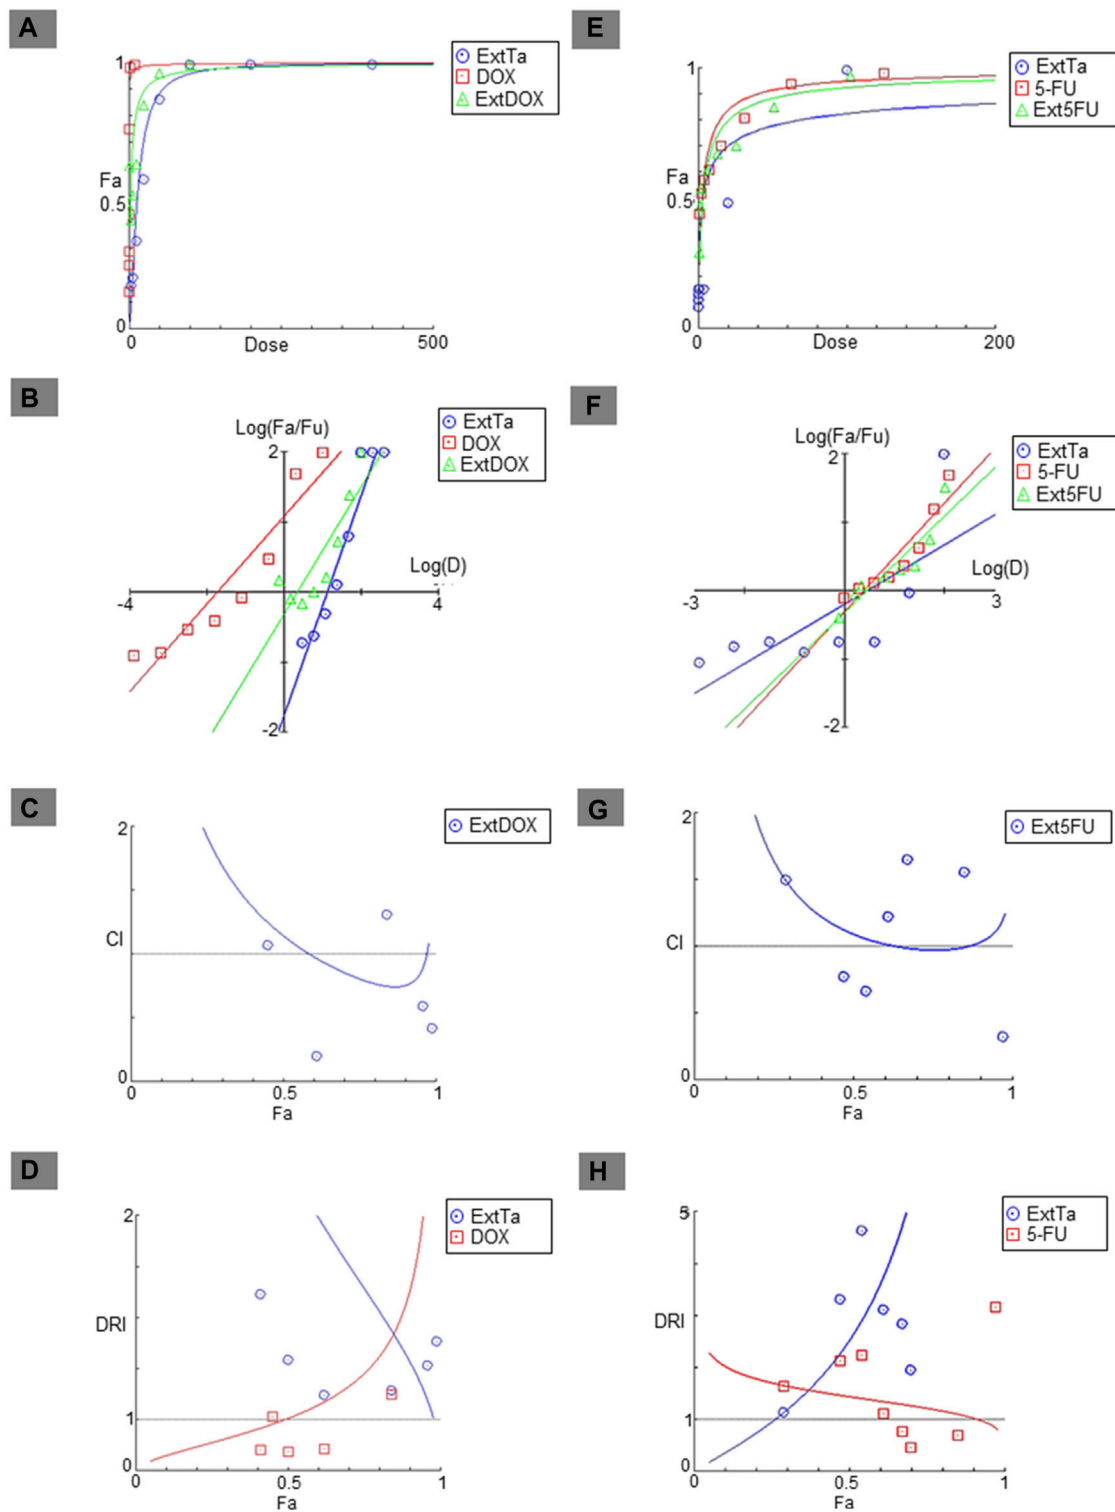 A
1
Fa
0.5
0
0
Dose
500
ExtTa
DOX
ExtDOX
E
1
Fa
0.5
0
0
Dose
200
ExtTa
5-FU
Ext5FU
B
Log(Fa/Fu)
2
Log(D)
-4
4
-2
ExtTa
DOX
ExtDOX
F
Log(Fa/Fu)
2
Log(D)
-3
3
-2
ExtTa
5-FU
Ext5FU
C
2
CI
0
0
0.5
1
Fa
ExtDOX
G
2
CI
0
0
0.5
1
Fa
Ext5FU
D
2
DRI
1
0
0
0.5
1
Fa
ExtTa
DOX
H
DRI
1
0
0
0.5
1
Fa
ExtTa
5-FU